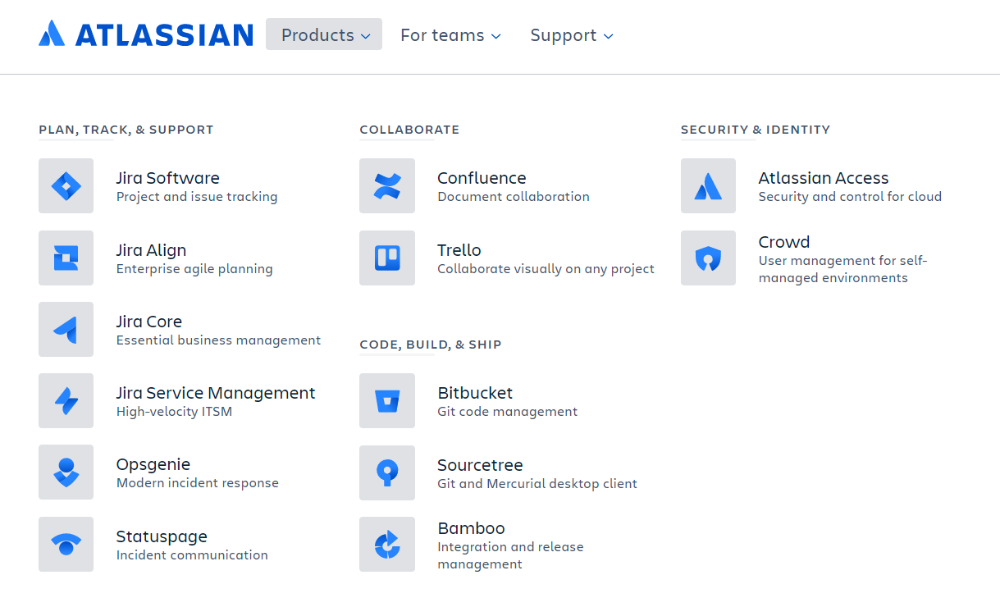 ATLASSIAN Products For teams Support
PLAN, TRACK, & SUPPORT
Jira Software
Project and issue tracking
Jira Align
Enterprise agile planning
Jira Core
Essential business management
Jira Service Management
High-velocity ITSM
Opsgenie
Modern incident response
Statuspage
Incident communication
COLLABORATE
Confluence
Document collaboration
Trello
Collaborate visually on any project
CODE, BUILD, & SHIP
Bitbucket
Git code management
Sourcetree
Git and Mercurial desktop client
Bamboo
Integration and release
management
SECURITY & IDENTITY
Atlassian Access
Security and control for cloud
Crowd
User management for self-
managed environments